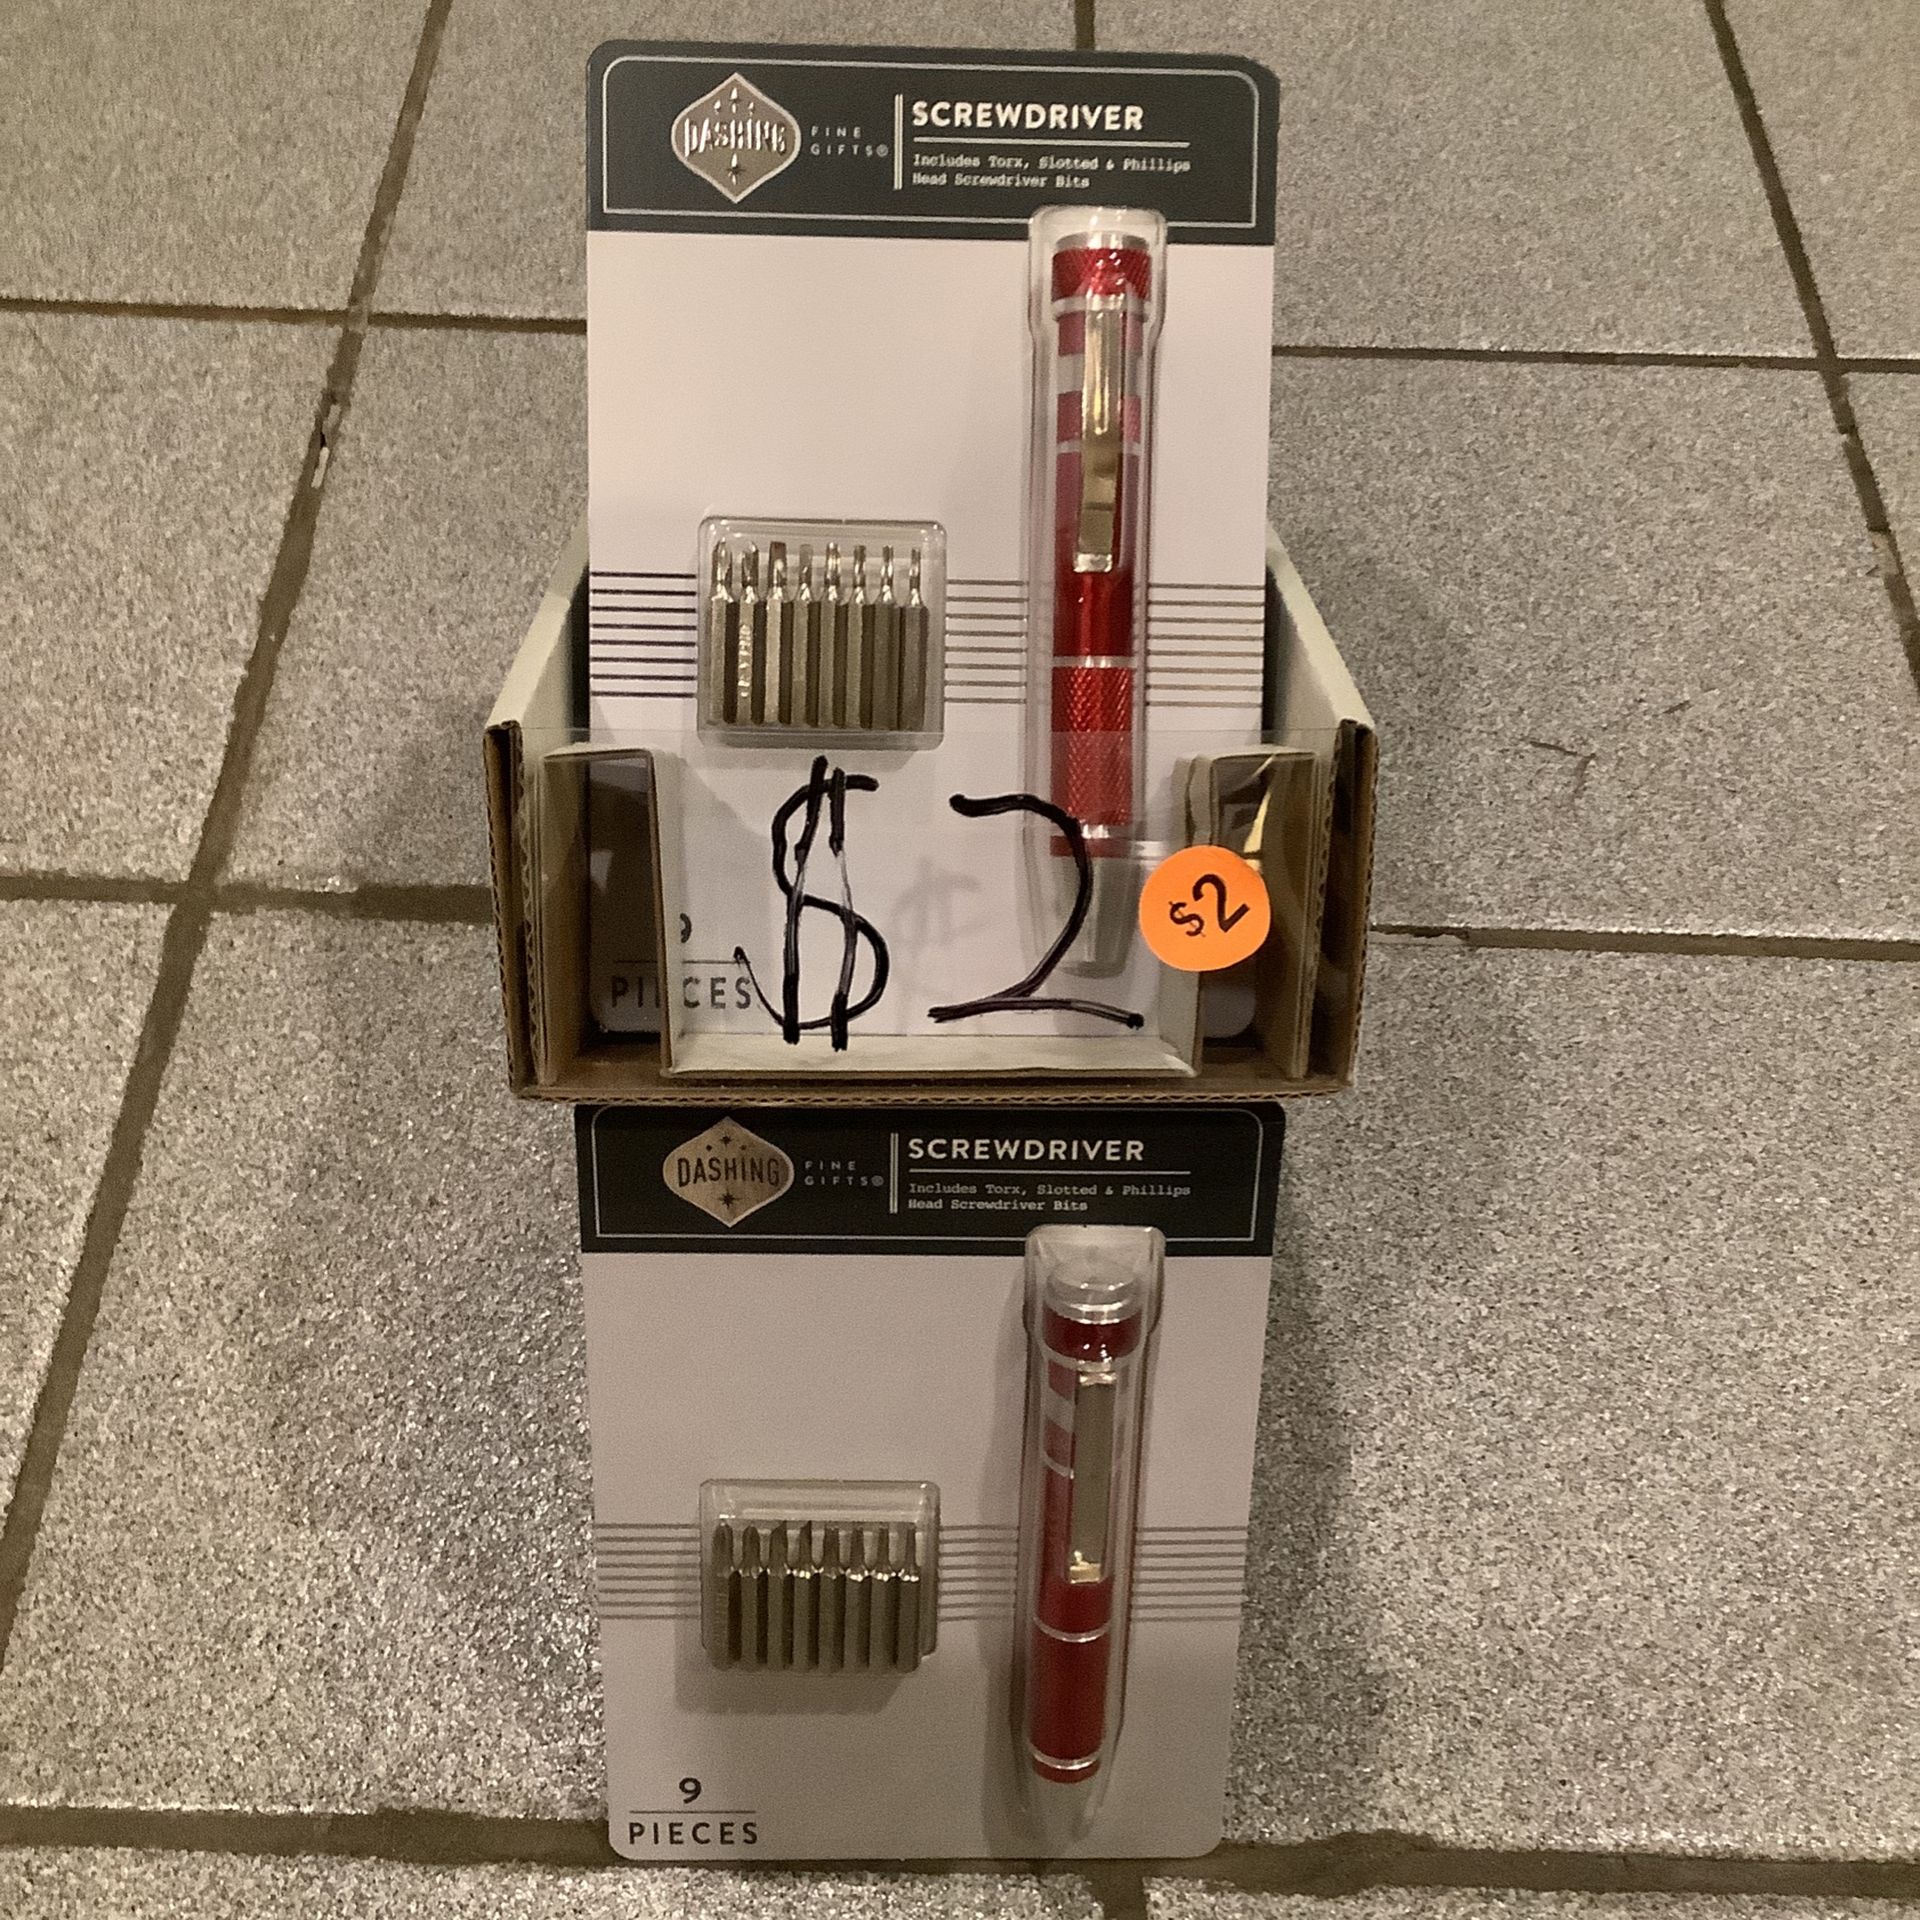 DASHING
FINE
GIFTS®
SCREWDRIVER
Includes Torx, Slotted & Phillips
Head Screwdriver Bits
$2
$2
9
PIECES
DASHING
FINE
GIFTS®
SCREWDRIVER
Includes Torx, Slotted & Phillips
Head Screwdriver Bits
9
PIECES